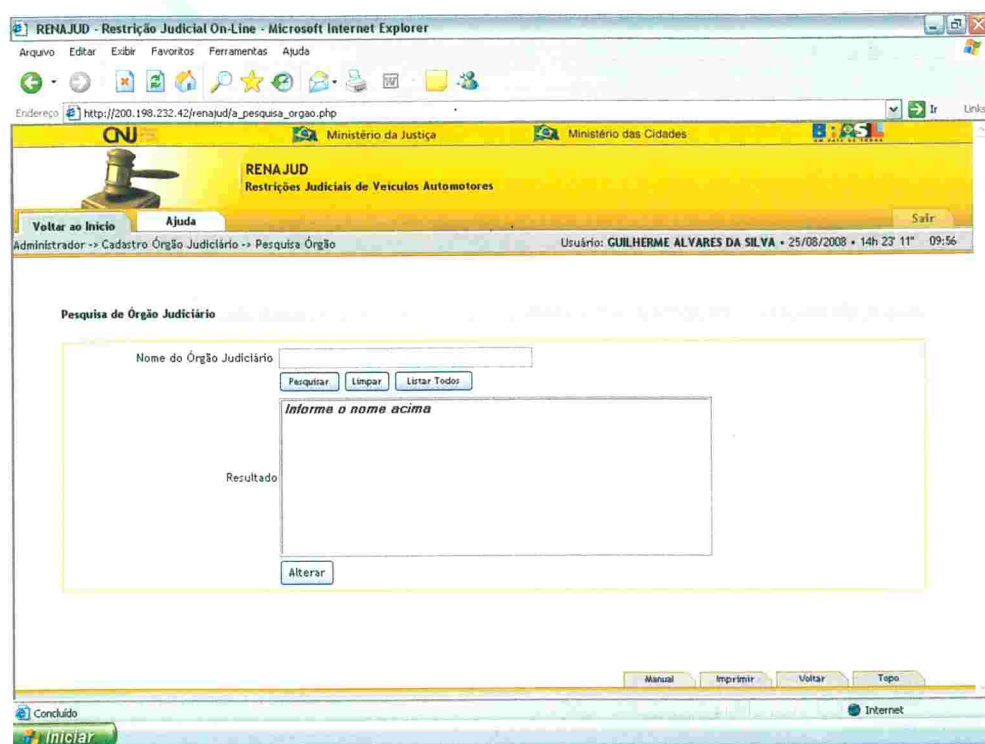 RENAJUD - Restrição Judicial On-Line - Microsoft Internet Explorer
Arquivo Editar Exibir Favoritos Ferramentas Ajuda
Endereço http://200.198.232.42/renajud/a_pesquisa_orgao.php Ir Links
CNJ Ministério da Justiça Ministério das Cidades BRASIL
RENAJUD
Restrições Judiciais de Veículos Automotores
Voltar ao Início Ajuda Sair
Administrador -> Cadastro Órgão Judiciário -> Pesquisa Órgão Usuário: GUILHERME ALVARES DA SILVA • 25/08/2008 • 14h 23' 11" 09:56
Pesquisa de Órgão Judiciário
Nome do Órgão Judiciário
Pesquisar Limpar Listar Todos
Informe o nome acima
Resultado
Alterar
Manual Imprimir Voltar Topo
Concluído Internet
Iniciar